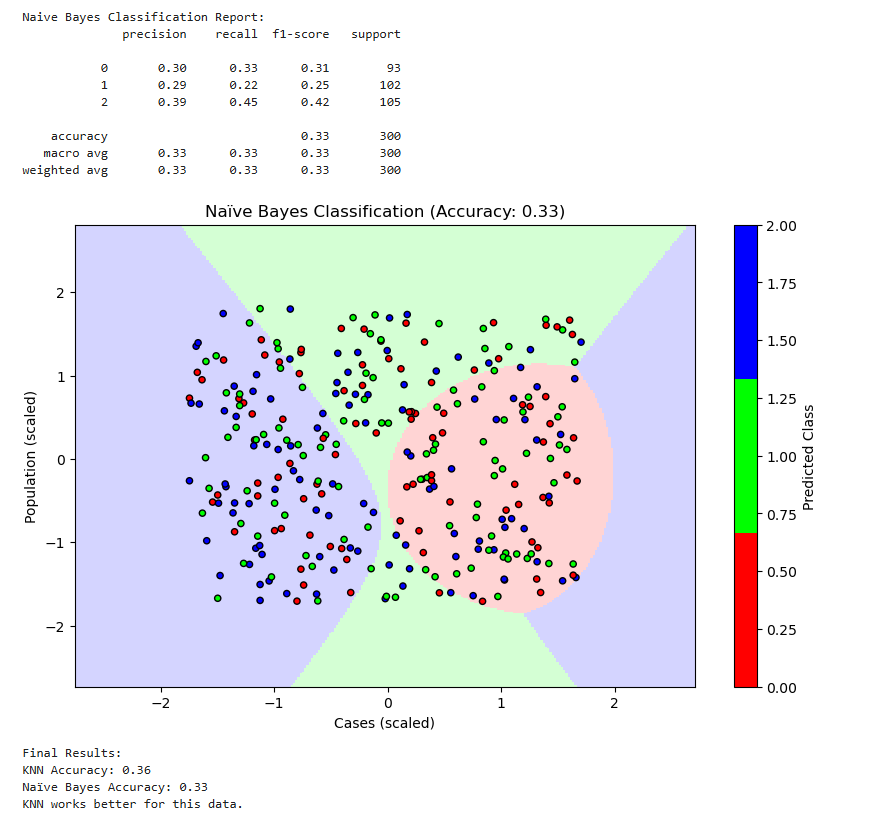 Naive Bayes Classification Report:
precision recall f1-score support
0 0.30 0.33 0.31 93
1 0.29 0.22 0.25 102
2 0.39 0.45 0.42 105
accuracy 0.33 300
macro avg 0.33 0.33 0.33 300
weighted avg 0.33 0.33 0.33 300
Naïve Bayes Classification (Accuracy: 0.33)
Population (scaled)
2
1
0
−1
−2
−2 −1 0 1 2
Cases (scaled)
2.00
1.75
1.50
1.25
1.00
0.75
0.50
0.25
0.00
Predicted Class
Final Results:
KNN Accuracy: 0.36
Naïve Bayes Accuracy: 0.33
KNN works better for this data.